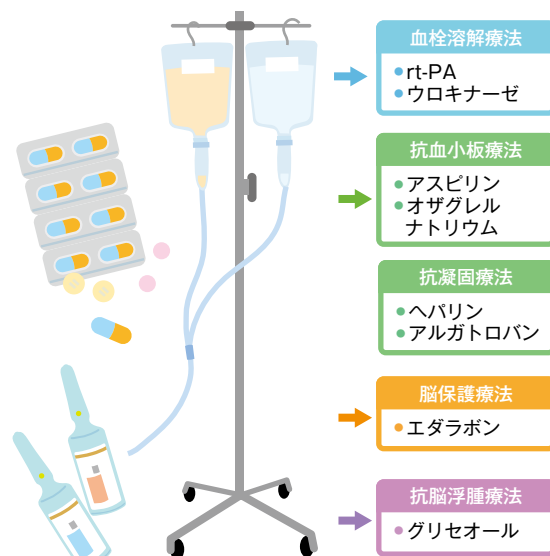 血栓溶解療法
●rt-PA
●ウロキナーゼ
抗血小板療法
●アスピリン
●オザグレル
ナトリウム
抗凝固療法
●ヘパリン
●アルガトロバン
脳保護療法
●エダラボン
抗脳浮腫療法
●グリセオール